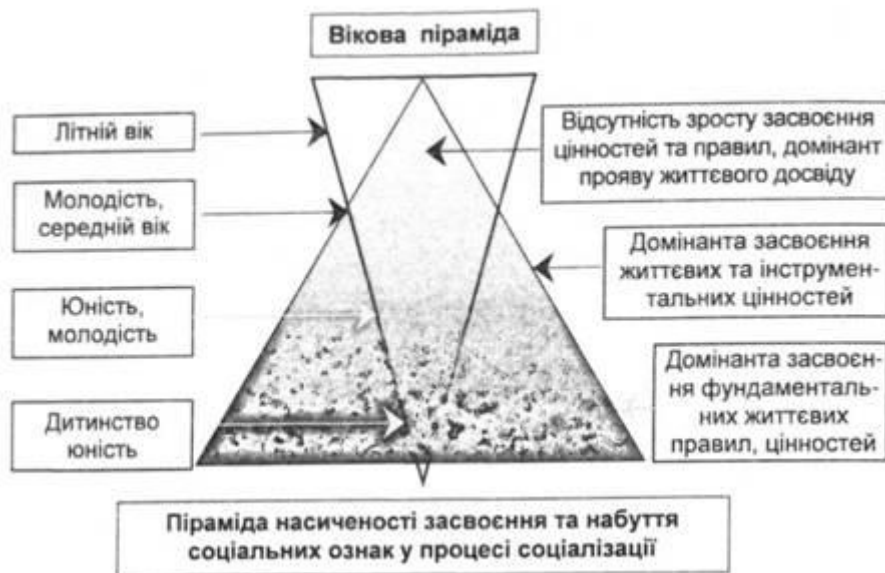 Вікова піраміда
Літній вік
Молодість,
середній вік
Юність,
молодість
Дитинство
юність
Відсутність зросту засвоєння
цінностей та правил, домінант
прояву життєвого досвіду
Домінанта засвоєння
життєвих та інструмен-
тальних цінностей
Домінанта засвоєн-
ня фундаменталь-
них життєвих
правил, цінностей
Піраміда насиченості засвоєння та набуття
соціальних ознак у процесі соціалізації